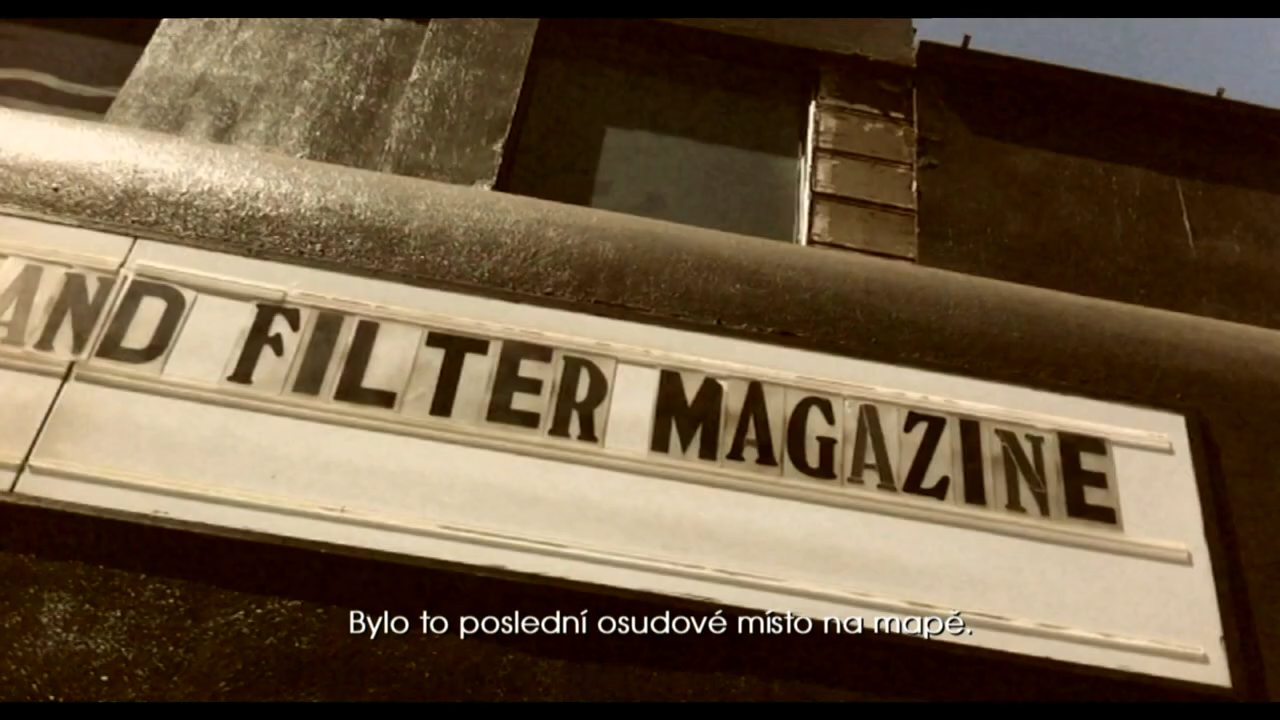 AND FILTER MAGAZINE
Bylo to poslední osudové místo na mapě.